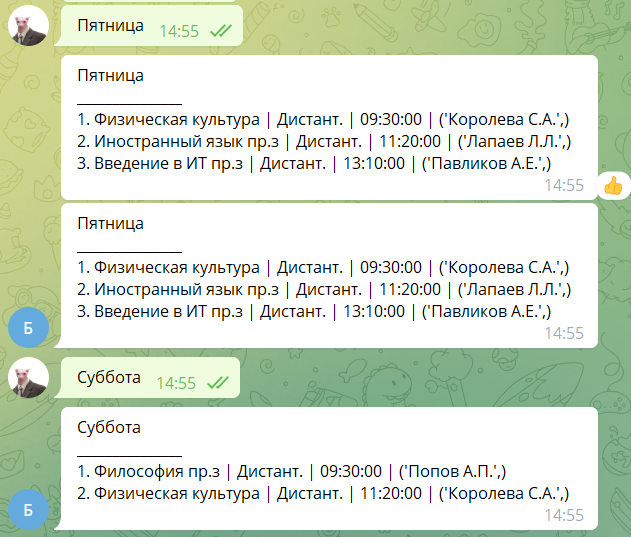 Пятница 14:55
Пятница
______________
1. Физическая культура | Дистант. | 09:30:00 | ('Королева С.А.',)
2. Иностранный язык пр.з | Дистант. | 11:20:00 | ('Лапаев Л.Л.',)
3. Введение в ИТ пр.з | Дистант. | 13:10:00 | ('Павликов А.Е.',)
14:55
Пятница
______________
1. Физическая культура | Дистант. | 09:30:00 | ('Королева С.А.',)
2. Иностранный язык пр.з | Дистант. | 11:20:00 | ('Лапаев Л.Л.',)
3. Введение в ИТ пр.з | Дистант. | 13:10:00 | ('Павликов А.Е.',)
Б
14:55
Суббота 14:55
Суббота
______________
1. Философия пр.з | Дистант. | 09:30:00 | ('Попов А.П.',)
2. Физическая культура | Дистант. | 11:20:00 | ('Королева С.А.',)
Б
14:55